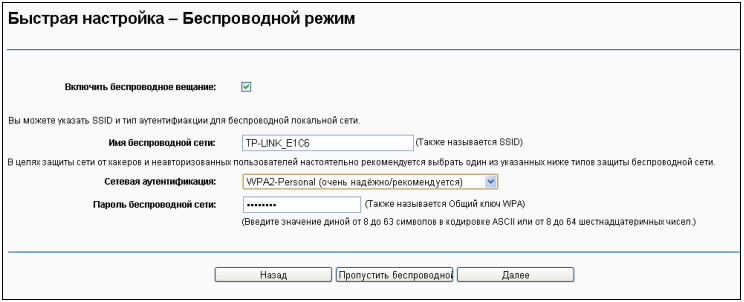 Быстрая настройка – Беспроводной режим
Включить беспроводное вещание:
Вы можете указать SSID и тип аутентификации для беспроводной локальной сети.
Имя беспроводной сети: TP-LINK_E1C6 (Также называется SSID)
В целях защиты сети от хакеров и неавторизованных пользователей настоятельно рекомендуется выбрать один из указанных ниже типов защиты беспроводной сети.
Сетевая аутентификация: WPA2-Personal (очень надёжно/рекомендуется)
Пароль беспроводной сети: •••••••• (Также называется Общий ключ WPA)
(Введите значение диной от 8 до 63 символов в кодировке ASCII или от 8 до 64 шестнадцатеричных чисел.)
Назад Пропустить беспроводной Далее